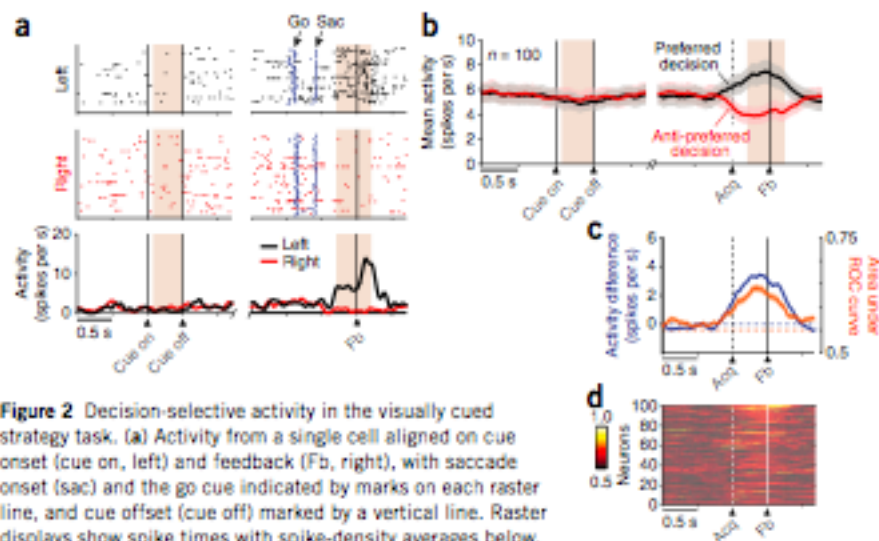 a
Go Sac
Left
Right
Activity
(spikes per s)
20
10
0
Left
Right
0.5 s
Cue on
Cue off
Fb
b
Mean activity
(spikes per s)
10
8
6
4
2
0
n = 100
Preferred
decision
Anti-preferred
decision
0.5 s
Cue on
Cue off
Acq
Fb
c
Activity difference
(spikes per s)
6
4
2
0
0.75
0.5
Area under
ROC curve
0.5 s
Acq
Fb
d
1.0
0.5
Neurons
100
80
60
40
20
0
0.5 s
Acq
Fb
Figure 2 Decision-selective activity in the visually cued
strategy task. (a) Activity from a single cell aligned on cue
onset (cue on, left) and feedback (Fb, right), with saccade
onset (sac) and the go cue indicated by marks on each raster
line, and cue offset (cue off) marked by a vertical line. Raster
displays show spike times with spike-density averages below.